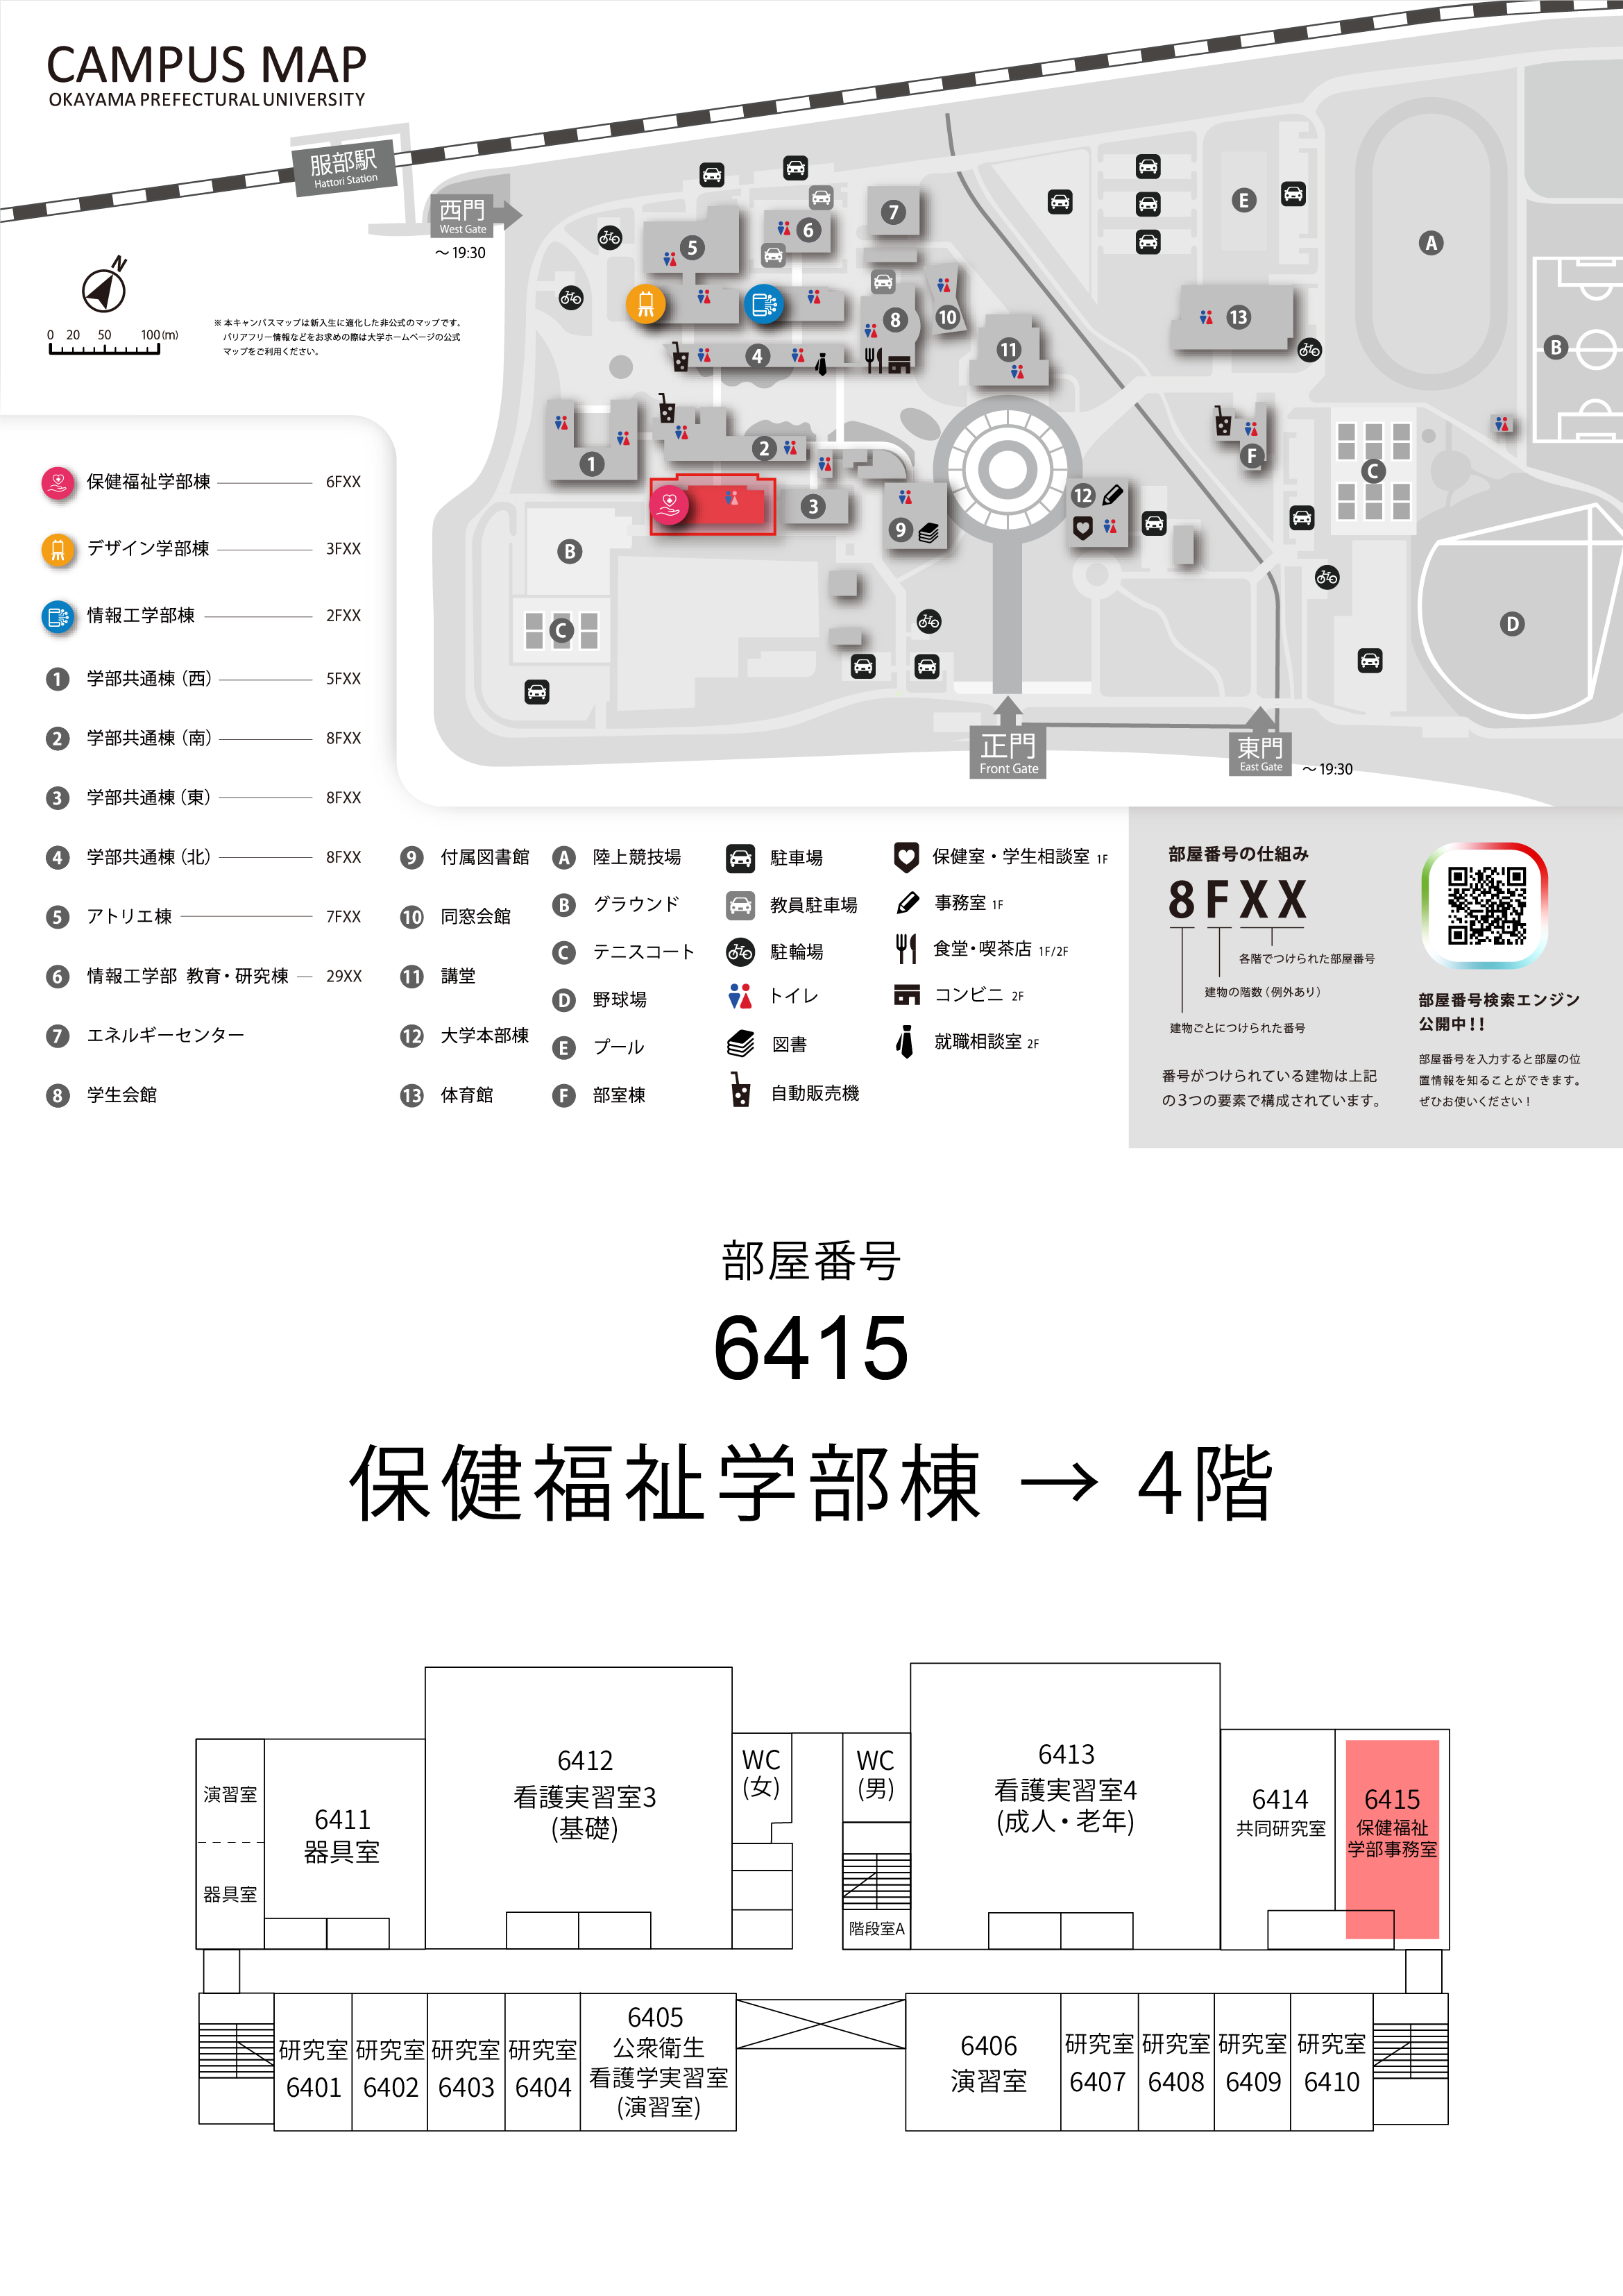 CAMPUS MAP
OKAYAMA PREFECTURAL UNIVERSITY
服部駅
Hattori Station
西門
West Gate
～19:30
N
0 20 50 100(m)
※ 本キャンパスマップは新入生に適化した非公式のマップです。
バリアフリー情報などをお求めの際は大学ホームページの公式
マップをご利用ください。
7
6
5
E
A
8
10
13
11
4
B
2
1
F
C
12
3
9
B
C
D
正門
Front Gate
東門
East Gate
～19:30
保健福祉学部棟 6FXX
デザイン学部棟 3FXX
情報工学部棟 2FXX
1 学部共通棟（西） 5FXX
2 学部共通棟（南） 8FXX
3 学部共通棟（東） 8FXX
4 学部共通棟（北） 8FXX
5 アトリエ棟 7FXX
6 情報工学部 教育・研究棟 29XX
7 エネルギーセンター
8 学生会館
9 付属図書館
10 同窓会館
11 講堂
12 大学本部棟
13 体育館
A 陸上競技場
B グラウンド
C テニスコート
D 野球場
E プール
F 部室棟
駐車場
教員駐車場
駐輪場
トイレ
図書
自動販売機
保健室・学生相談室 1F
事務室 1F
食堂・喫茶店 1F/2F
コンビニ 2F
就職相談室 2F
部屋番号の仕組み
8FXX
各階でつけられた部屋番号
建物の階数（例外あり）
建物ごとにつけられた番号
番号がつけられている建物は上記
の3つの要素で構成されています。
部屋番号検索エンジン
公開中！！
部屋番号を入力すると部屋の位
置情報を知ることができます。
ぜひお使いください！
部屋番号
6415
保健福祉学部棟 → 4階
演習室
器具室
6411
器具室
6412
看護実習室3
(基礎)
WC
(女)
WC
(男)
階段室A
6413
看護実習室4
(成人・老年)
6414
共同研究室
6415
保健福祉
学部事務室
研究室
6401
研究室
6402
研究室
6403
研究室
6404
6405
公衆衛生
看護学実習室
(演習室)
6406
演習室
研究室
6407
研究室
6408
研究室
6409
研究室
6410